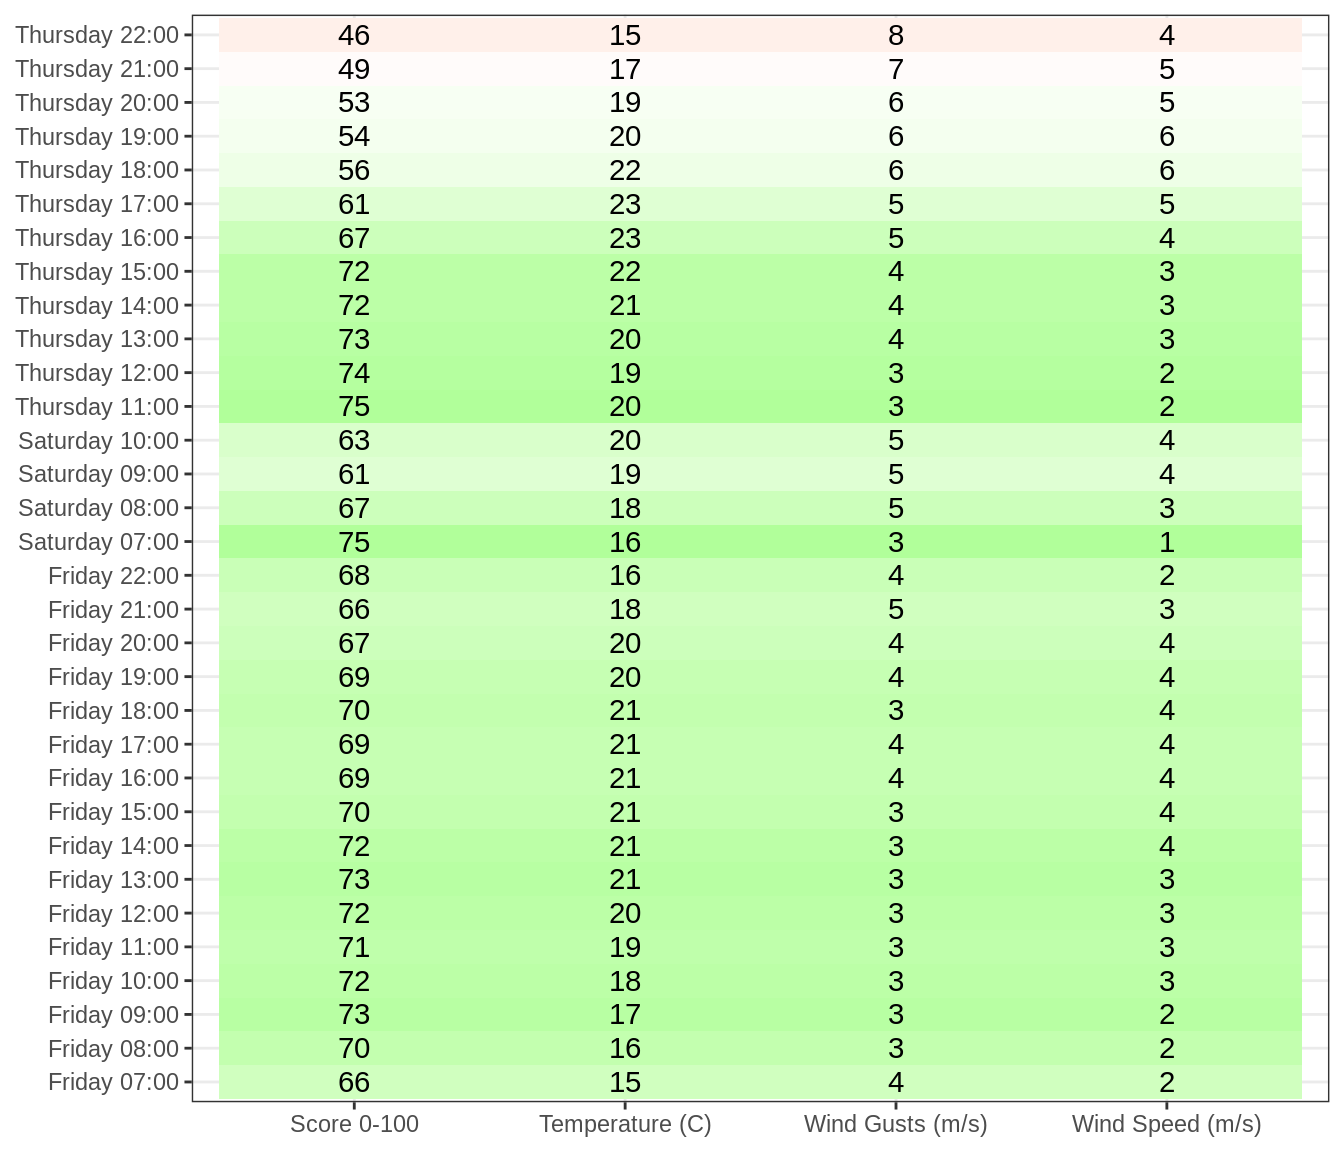 Thursday 22:00 46 15 8 4
Thursday 21:00 49 17 7 5
Thursday 20:00 53 19 6 5
Thursday 19:00 54 20 6 6
Thursday 18:00 56 22 6 6
Thursday 17:00 61 23 5 5
Thursday 16:00 67 23 5 4
Thursday 15:00 72 22 4 3
Thursday 14:00 72 21 4 3
Thursday 13:00 73 20 4 3
Thursday 12:00 74 19 3 2
Thursday 11:00 75 20 3 2
Saturday 10:00 63 20 5 4
Saturday 09:00 61 19 5 4
Saturday 08:00 67 18 5 3
Saturday 07:00 75 16 3 1
Friday 22:00 68 16 4 2
Friday 21:00 66 18 5 3
Friday 20:00 67 20 4 4
Friday 19:00 69 20 4 4
Friday 18:00 70 21 3 4
Friday 17:00 69 21 4 4
Friday 16:00 69 21 4 4
Friday 15:00 70 21 3 4
Friday 14:00 72 21 3 4
Friday 13:00 73 21 3 3
Friday 12:00 72 20 3 3
Friday 11:00 71 19 3 3
Friday 10:00 72 18 3 3
Friday 09:00 73 17 3 2
Friday 08:00 70 16 3 2
Friday 07:00 66 15 4 2
Score 0-100 Temperature (C) Wind Gusts (m/s) Wind Speed (m/s)